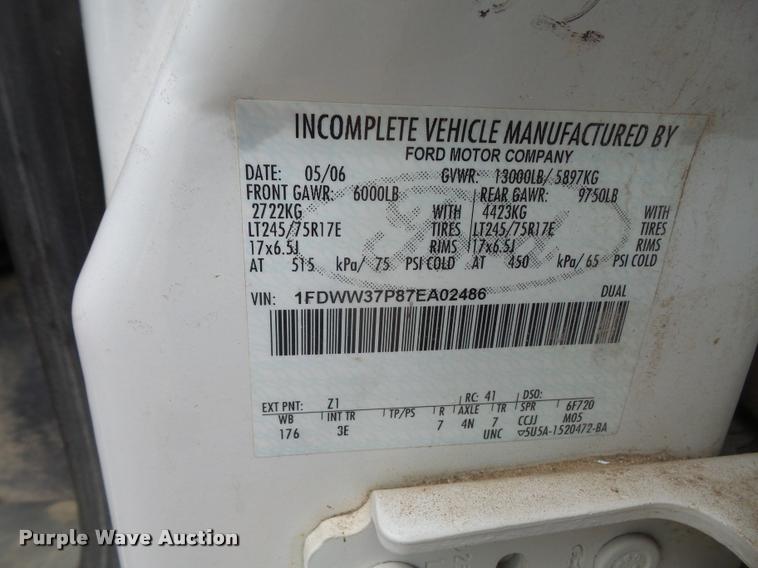 INCOMPLETE VEHICLE MANUFACTURED BY
FORD MOTOR COMPANY
DATE: 05/06 GVWR: 13000LB/ 5897KG
FRONT GAWR: 6000LB REAR GAWR: 9750LB
2722KG WITH 4423KG WITH
LT245/75R17E TIRES LT245/75R17E TIRES
17x6.5J RIMS 17x6.5J RIMS
AT 515 kPa/ 75 PSI COLD AT 450 kPa/ 65 PSI COLD
VIN: 1FDWW37P87EA02486 DUAL
EXT PNT: Z1 RC: 41 DSO:
WB INT TR TP/PS R AXLE TR SPR 6F720
176 3E 7 4N 7 CCJJ M05
UNC 5U5A-1520472-BA
Purple Wave Auction